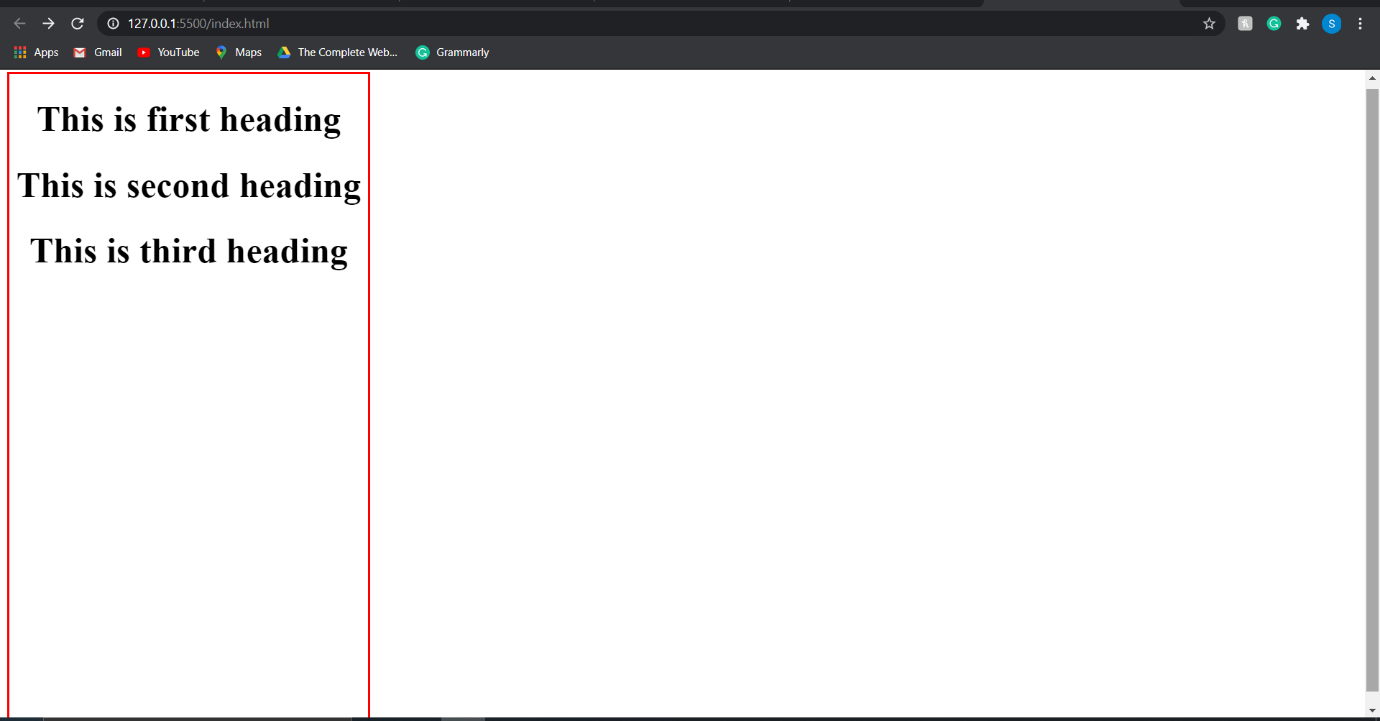 127.0.0.1:5500/index.html
Apps Gmail YouTube Maps The Complete Web... Grammarly
This is first heading
This is second heading
This is third heading